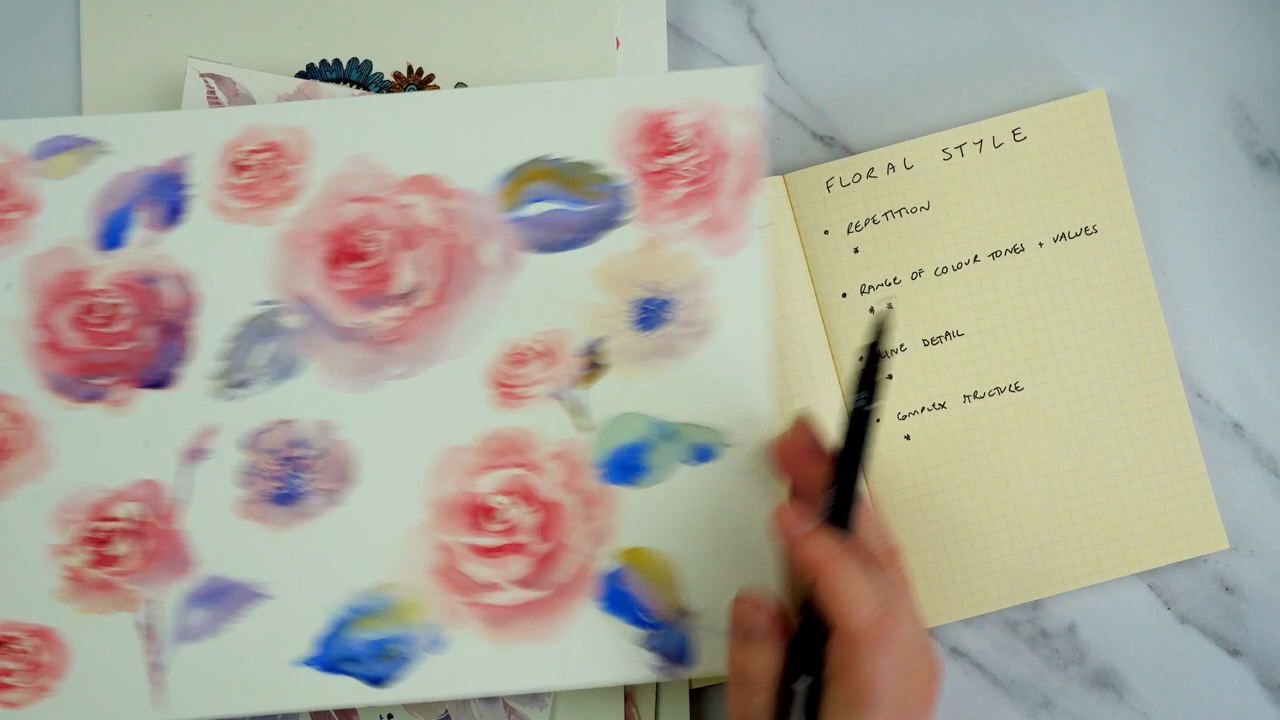 FLORAL STYLE
• REPETITION
*
• RANGE OF COLOUR TONES + VALUES
* *
• LINE DETAIL
*
• COMPLEX STRUCTURE
*